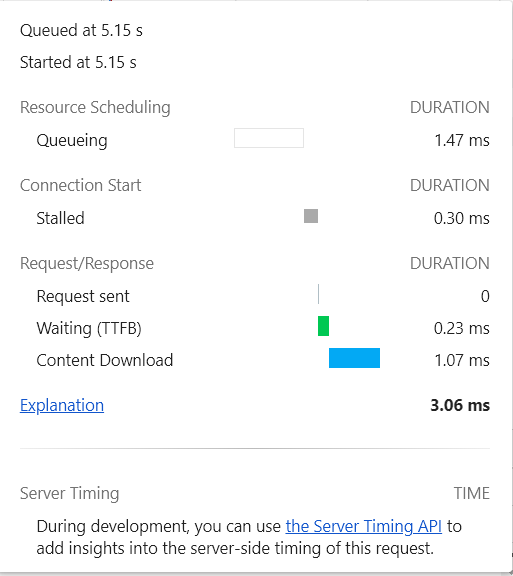 Queued at 5.15 s
Started at 5.15 s
Resource Scheduling DURATION
Queueing 1.47 ms
Connection Start DURATION
Stalled 0.30 ms
Request/Response DURATION
Request sent 0
Waiting (TTFB) 0.23 ms
Content Download 1.07 ms
Explanation 3.06 ms
Server Timing TIME
During development, you can use the Server Timing API to
add insights into the server-side timing of this request.